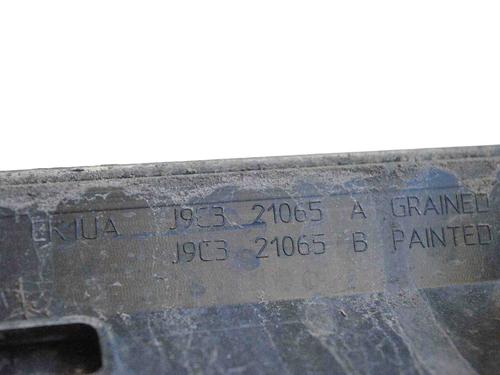 EK1UA J9C3 21065 A GRAINED
J9C3 21065 B PAINTED